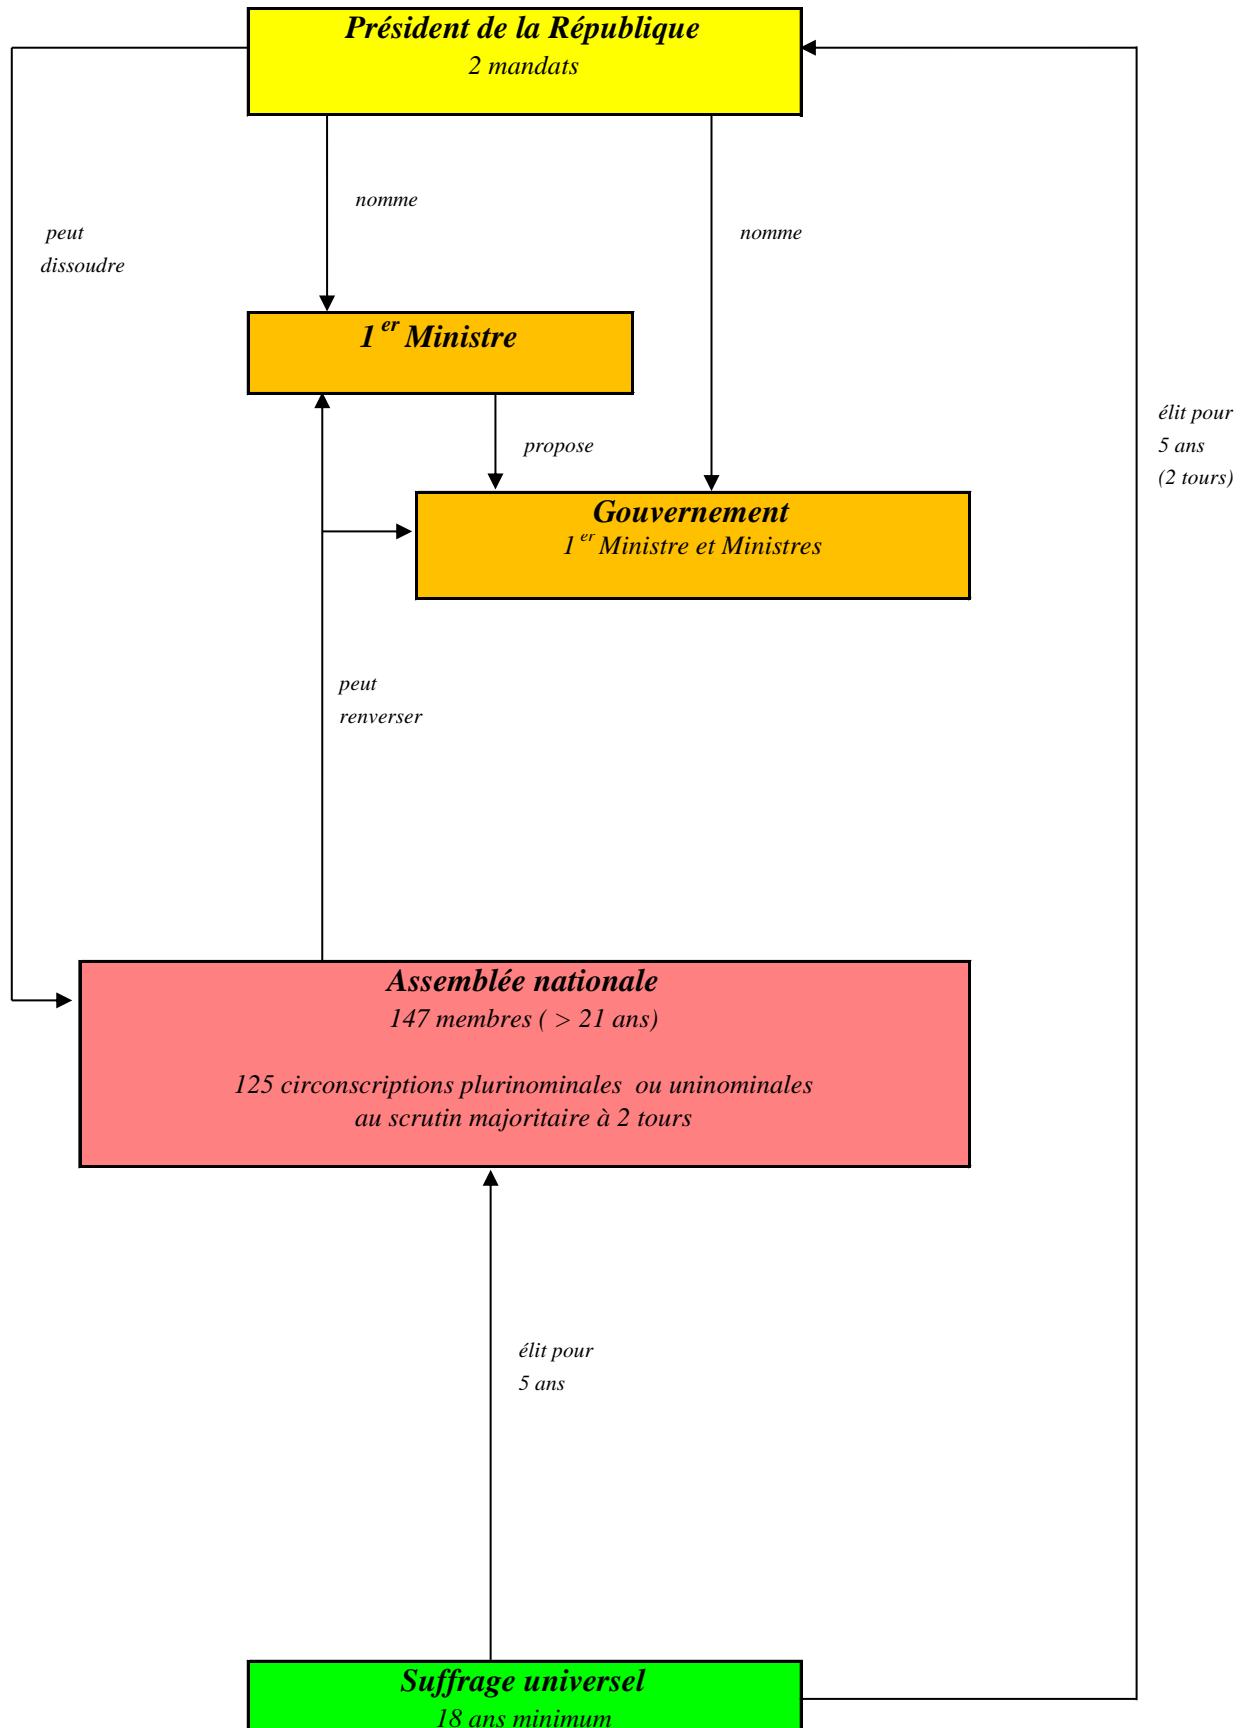 Président de la République
2 mandats
nomme
peut
dissoudre
nomme
1er Ministre
élit pour
5 ans
(2 tours)
propose
Gouvernement
1er Ministre et Ministres
peut
renverser
Assemblée nationale
147 membres ( > 21 ans)
125 circonscriptions plurinominales ou uninominales
au scrutin majoritaire à 2 tours
élit pour
5 ans
Suffrage universel
18 ans minimum